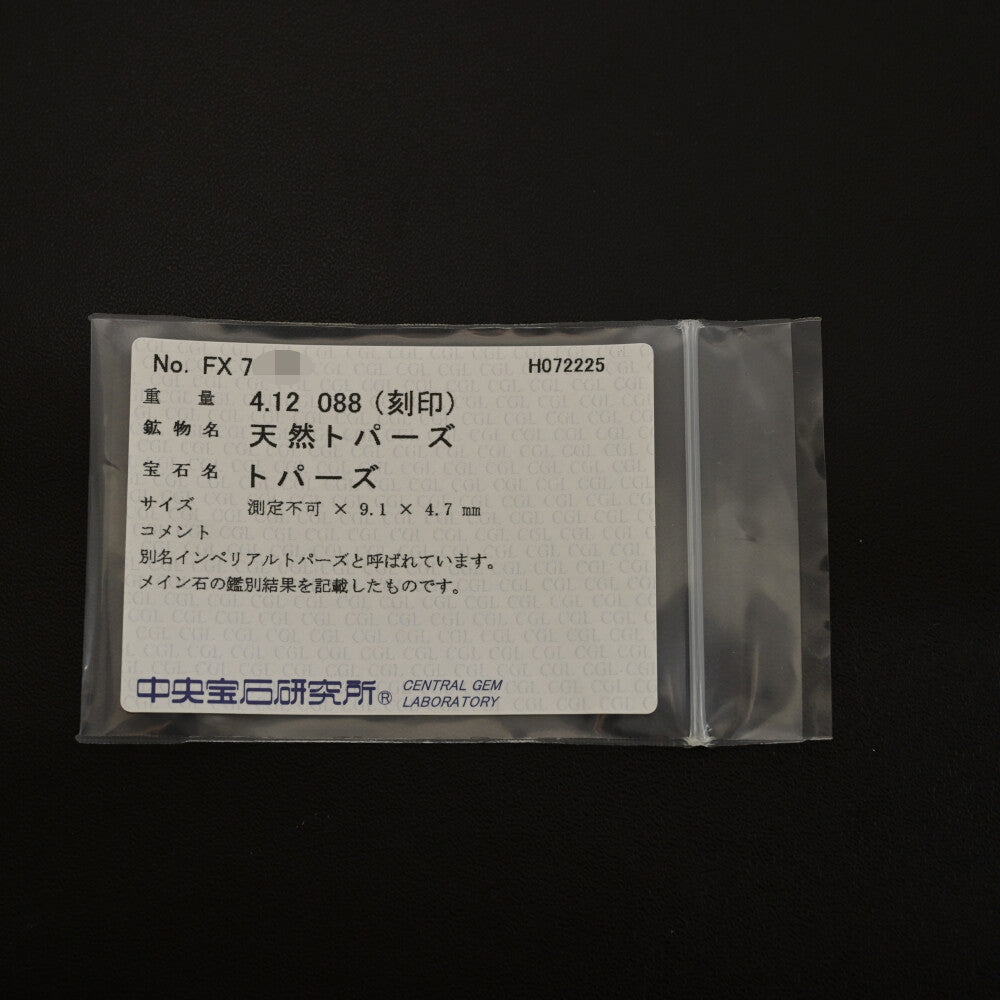 No. FX 7
H072225
重 量 4.12 088 (刻印)
鉱物名 天然トパーズ
宝石名 トパーズ
サイズ 測定不可 × 9.1 × 4.7 mm
コメント
別名インペリアルトパーズと呼ばれています。
メイン石の鑑別結果を記載したものです。
中央宝石研究所® CENTRAL GEM
LABORATORY